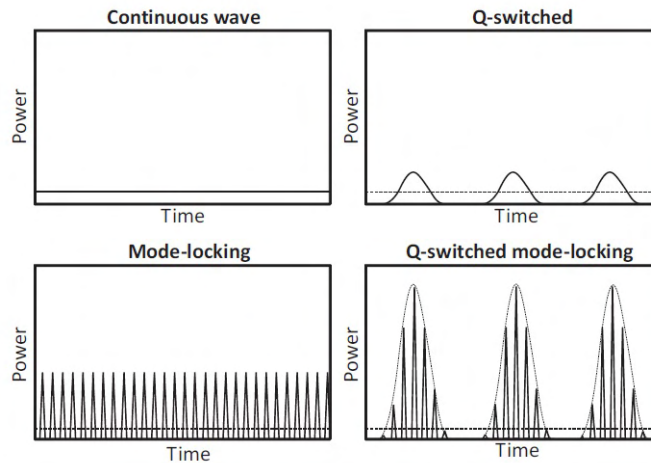 Continuous wave
Power
Time
Q-switched
Power
Time
Mode-locking
Power
Time
Q-switched mode-locking
Power
Time